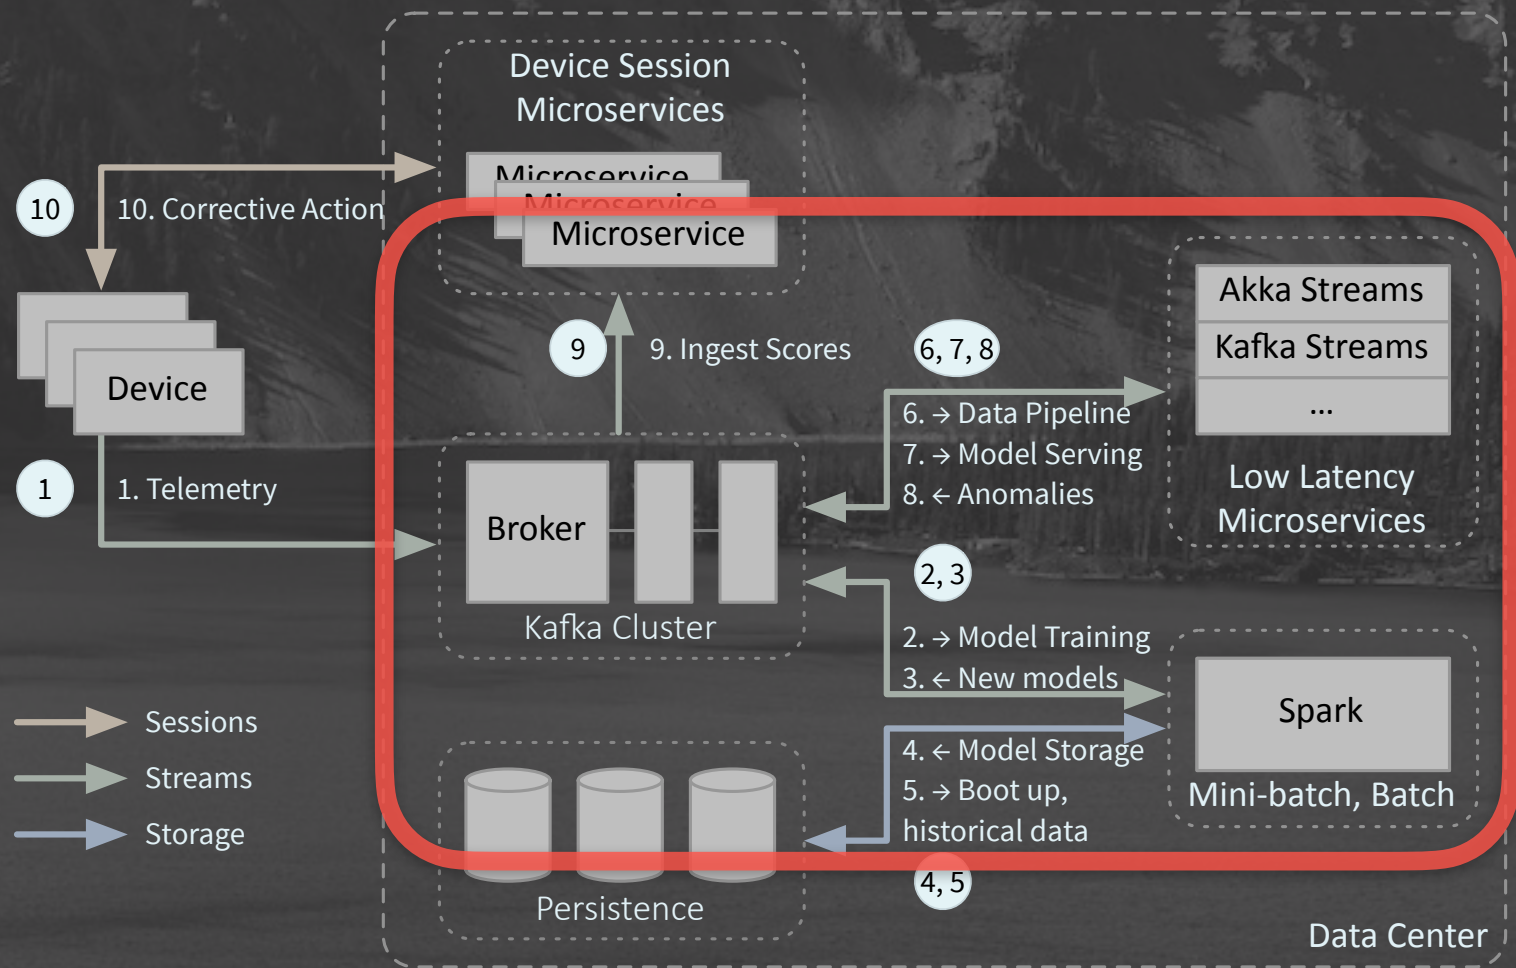 Device Session
Microservices
Microservice
Microservice
Microservice
10
10. Corrective Action
Device
1
1. Telemetry
9
9. Ingest Scores
6, 7, 8
6. → Data Pipeline
7. → Model Serving
8. ← Anomalies
Akka Streams
Kafka Streams
...
Low Latency
Microservices
Broker
Kafka Cluster
2, 3
2. → Model Training
3. ← New models
Spark
Mini-batch, Batch
4. ← Model Storage
5. → Boot up,
historical data
4, 5
Persistence
Sessions
Streams
Storage
Data Center